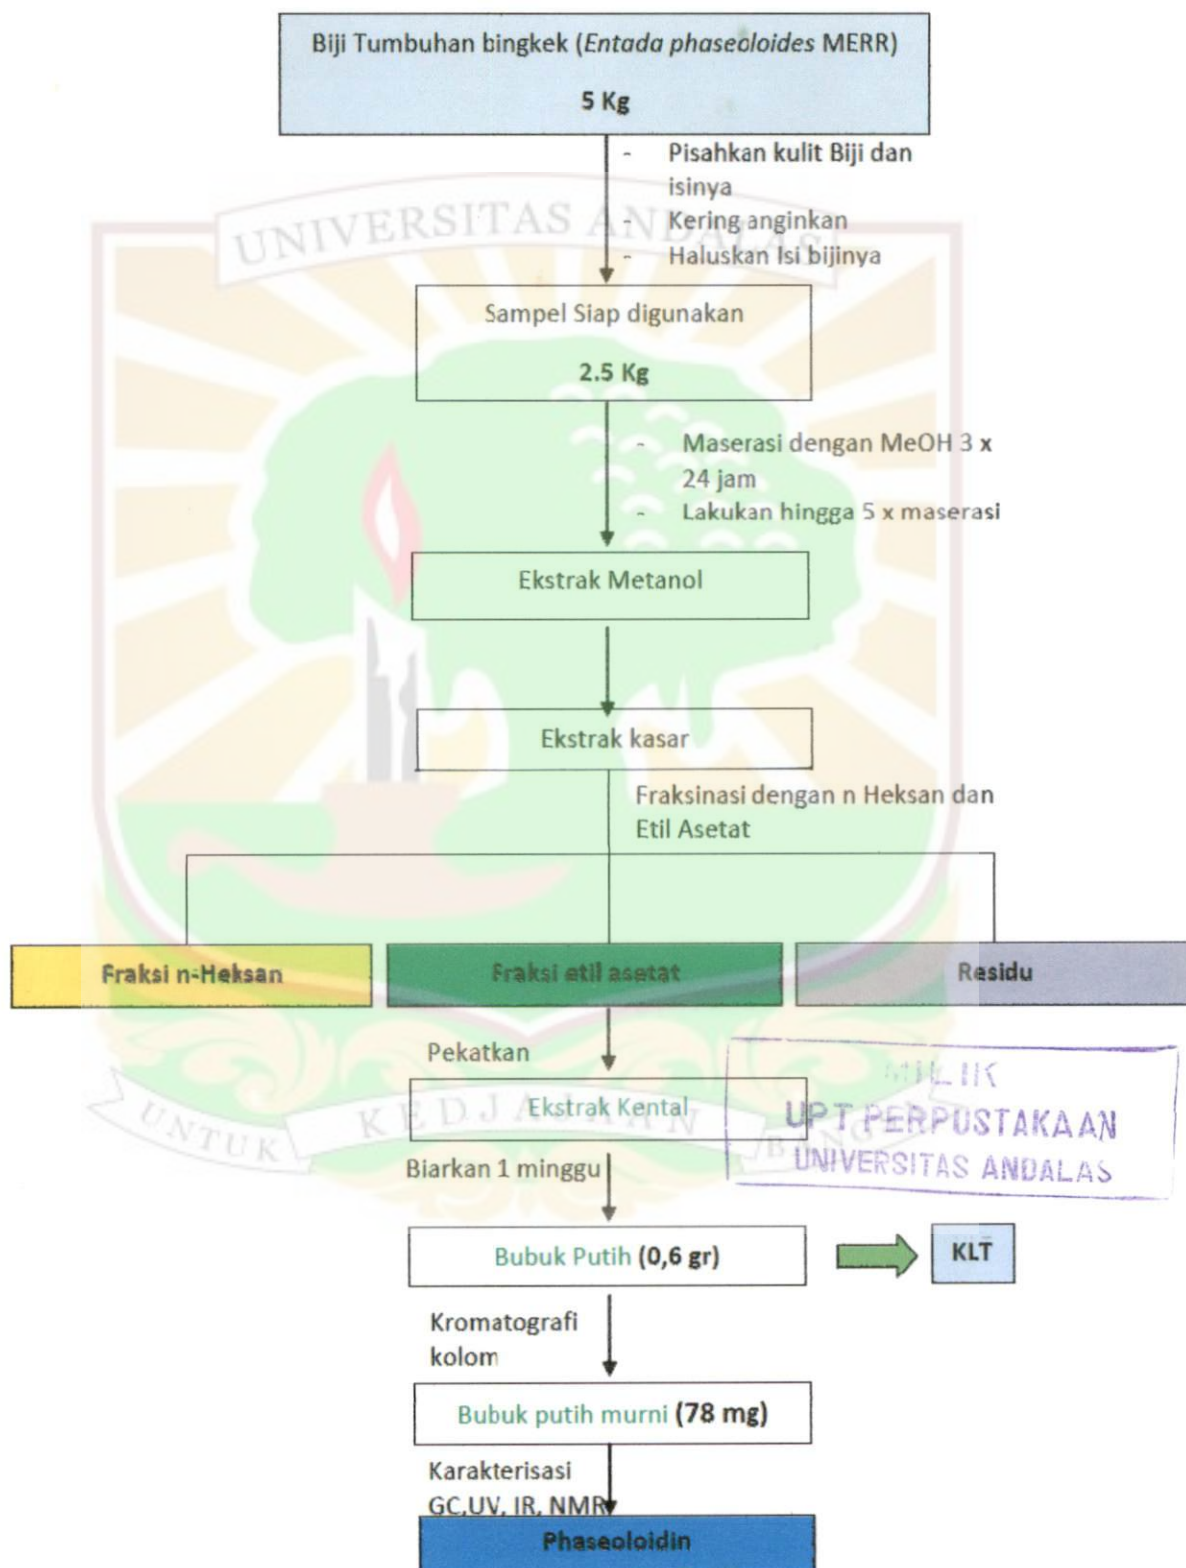 Biji Tumbuhan bingkek (Entada phaseoloides MERR)
5 Kg
- Pisahkan kulit Biji dan
isinya
- Kering anginkan
- Haluskan Isi bijinya
UNIVERSITAS ANDALAS
Sampel Siap digunakan
2.5 Kg
- Maserasi dengan MeOH 3 x
24 jam
- Lakukan hingga 5 x maserasi
Ekstrak Metanol
Ekstrak kasar
Fraksinasi dengan n Heksan dan
Etil Asetat
Fraksi n-Heksan
Fraksi etil asetat
Residu
Pekatkan
Ekstrak Kental
UNTUK KEDJAJAAN BANGSA
MILIK
UPT PERPUSTAKAAN
UNIVERSITAS ANDALAS
Biarkan 1 minggu
Bubuk Putih (0,6 gr)
KLT
Kromatografi
kolom
Bubuk putih murni (78 mg)
Karakterisasi
GC,UV, IR, NMR
Phaseoloidin